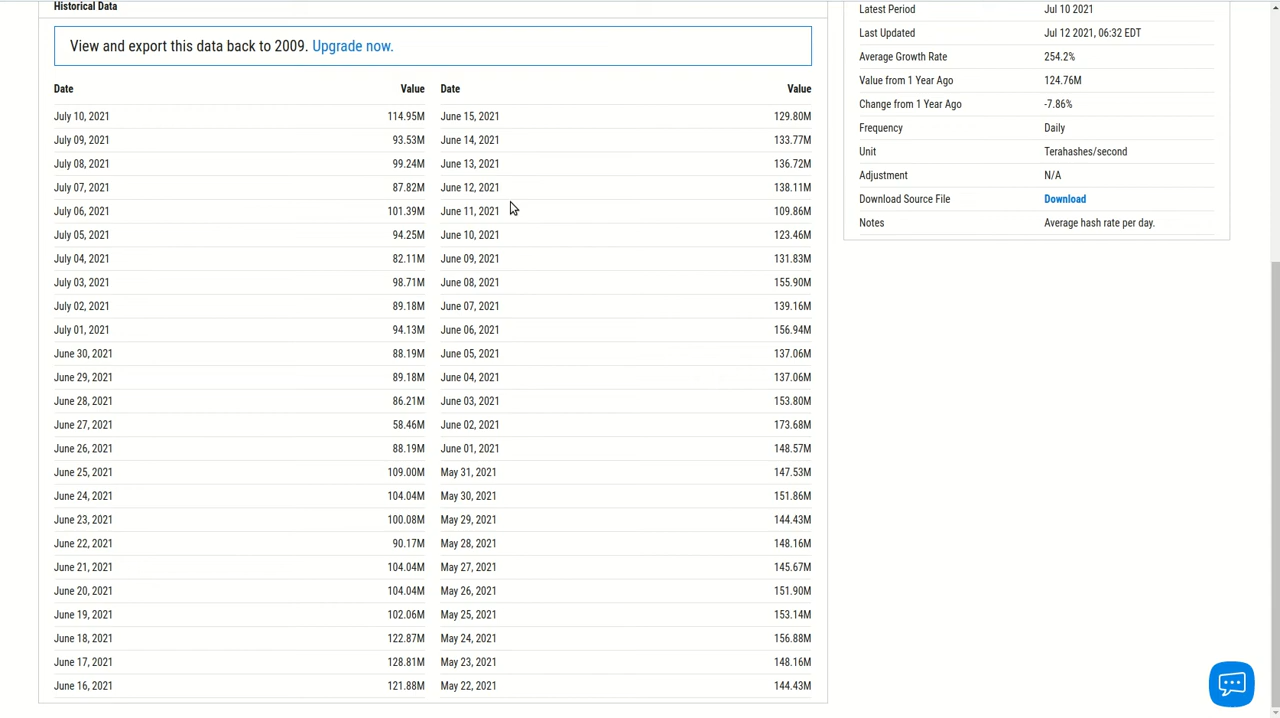 Historical Data
View and export this data back to 2009. Upgrade now.
Date Value Date Value
July 10, 2021 114.95M June 15, 2021 129.80M
July 09, 2021 93.53M June 14, 2021 133.77M
July 08, 2021 99.24M June 13, 2021 136.72M
July 07, 2021 87.82M June 12, 2021 138.11M
July 06, 2021 101.39M June 11, 2021 109.86M
July 05, 2021 94.25M June 10, 2021 123.46M
July 04, 2021 82.11M June 09, 2021 131.83M
July 03, 2021 98.71M June 08, 2021 155.90M
July 02, 2021 89.18M June 07, 2021 139.16M
July 01, 2021 94.13M June 06, 2021 156.94M
June 30, 2021 88.19M June 05, 2021 137.06M
June 29, 2021 89.18M June 04, 2021 137.06M
June 28, 2021 86.21M June 03, 2021 153.80M
June 27, 2021 58.46M June 02, 2021 173.68M
June 26, 2021 88.19M June 01, 2021 148.57M
June 25, 2021 109.00M May 31, 2021 147.53M
June 24, 2021 104.04M May 30, 2021 151.86M
June 23, 2021 100.08M May 29, 2021 144.43M
June 22, 2021 90.17M May 28, 2021 148.16M
June 21, 2021 104.04M May 27, 2021 145.67M
June 20, 2021 104.04M May 26, 2021 151.90M
June 19, 2021 102.06M May 25, 2021 153.14M
June 18, 2021 122.87M May 24, 2021 156.88M
June 17, 2021 128.81M May 23, 2021 148.16M
June 16, 2021 121.88M May 22, 2021 144.43M
Latest Period Jul 10 2021
Last Updated Jul 12 2021, 06:32 EDT
Average Growth Rate 254.2%
Value from 1 Year Ago 124.76M
Change from 1 Year Ago -7.86%
Frequency Daily
Unit Terahashes/second
Adjustment N/A
Download Source File Download
Notes Average hash rate per day.